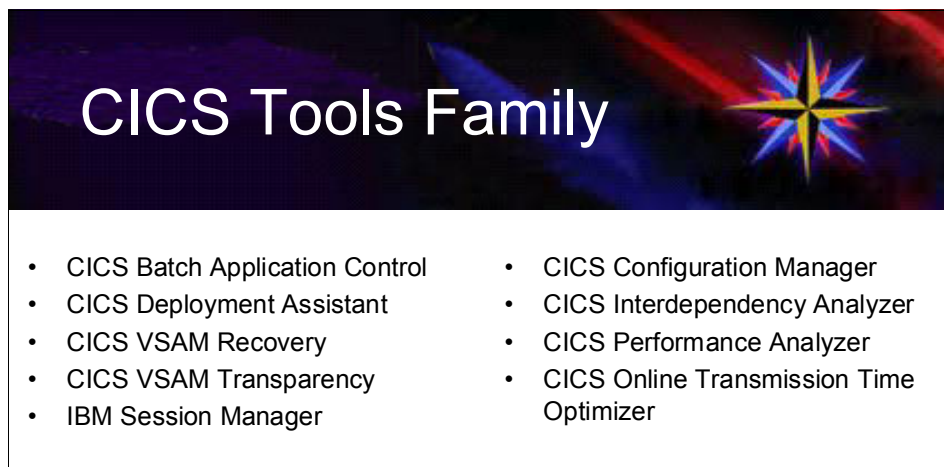 CICS Tools Family
• CICS Batch Application Control
• CICS Deployment Assistant
• CICS VSAM Recovery
• CICS VSAM Transparency
• IBM Session Manager
• CICS Configuration Manager
• CICS Interdependency Analyzer
• CICS Performance Analyzer
• CICS Online Transmission Time
Optimizer